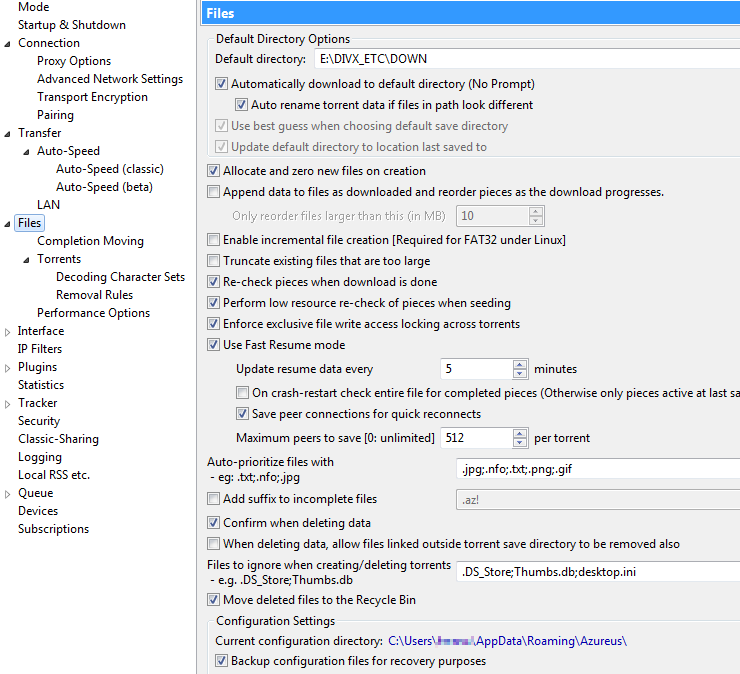 Mode
Startup & Shutdown
Connection
Proxy Options
Advanced Network Settings
Transport Encryption
Pairing
Transfer
Auto-Speed
Auto-Speed (classic)
Auto-Speed (beta)
LAN
Files
Completion Moving
Torrents
Decoding Character Sets
Removal Rules
Performance Options
Interface
IP Filters
Plugins
Statistics
Tracker
Security
Classic-Sharing
Logging
Local RSS etc.
Queue
Devices
Subscriptions
Files
Default Directory Options
Default directory: E:\DIVX_ETC\DOWN
Automatically download to default directory (No Prompt)
Auto rename torrent data if files in path look different
Use best guess when choosing default save directory
Update default directory to location last saved to
Allocate and zero new files on creation
Append data to files as downloaded and reorder pieces as the download progresses.
Only reorder files larger than this (in MB) 10
Enable incremental file creation [Required for FAT32 under Linux]
Truncate existing files that are too large
Re-check pieces when download is done
Perform low resource re-check of pieces when seeding
Enforce exclusive file write access locking across torrents
Use Fast Resume mode
Update resume data every 5 minutes
On crash-restart check entire file for completed pieces (Otherwise only pieces active at last sa
Save peer connections for quick reconnects
Maximum peers to save [0: unlimited] 512 per torrent
Auto-prioritize files with
- eg: .txt;.nfo;.jpg .jpg;.nfo;.txt;.png;.gif
Add suffix to incomplete files .az!
Confirm when deleting data
When deleting data, allow files linked outside torrent save directory to be removed also
Files to ignore when creating/deleting torrents
- e.g. .DS_Store;Thumbs.db .DS_Store;Thumbs.db;desktop.ini
Move deleted files to the Recycle Bin
Configuration Settings
Current configuration directory: C:\Users\ \AppData\Roaming\Azureus\
Backup configuration files for recovery purposes